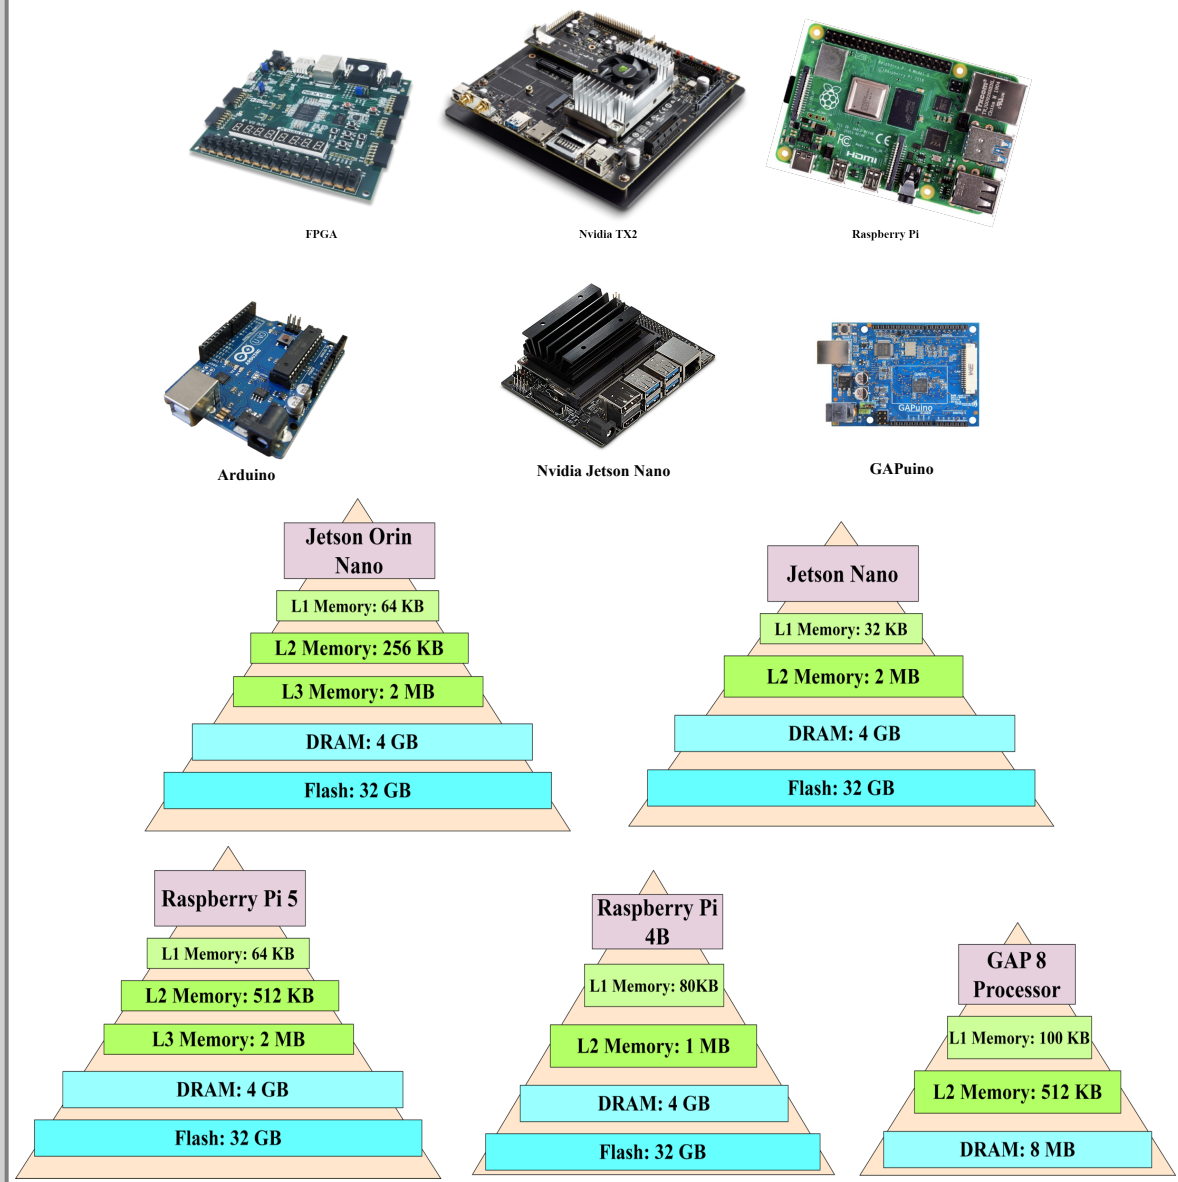 FPGA
Nvidia TX2
Raspberry Pi
HDMI
FC CE
GAPuino
Arduino
Nvidia Jetson Nano
GAPuino
Jetson Orin
Nano
L1 Memory: 64 KB
L2 Memory: 256 KB
L3 Memory: 2 MB
DRAM: 4 GB
Flash: 32 GB
Jetson Nano
L1 Memory: 32 KB
L2 Memory: 2 MB
DRAM: 4 GB
Flash: 32 GB
Raspberry Pi 5
L1 Memory: 64 KB
L2 Memory: 512 KB
L3 Memory: 2 MB
DRAM: 4 GB
Flash: 32 GB
Raspberry Pi
4B
L1 Memory: 80KB
L2 Memory: 1 MB
DRAM: 4 GB
Flash: 32 GB
GAP 8
Processor
L1 Memory: 100 KB
L2 Memory: 512 KB
DRAM: 8 MB